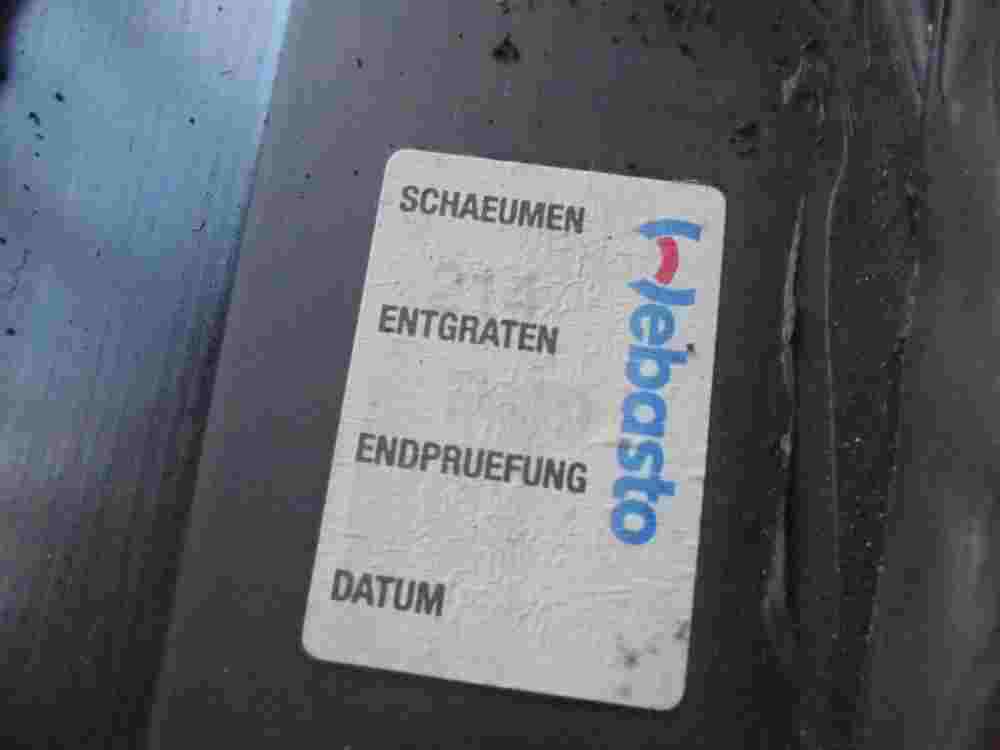 SCHAEUMEN
ENTGRATEN
ENDPRUEFUNG
DATUM
Webasto